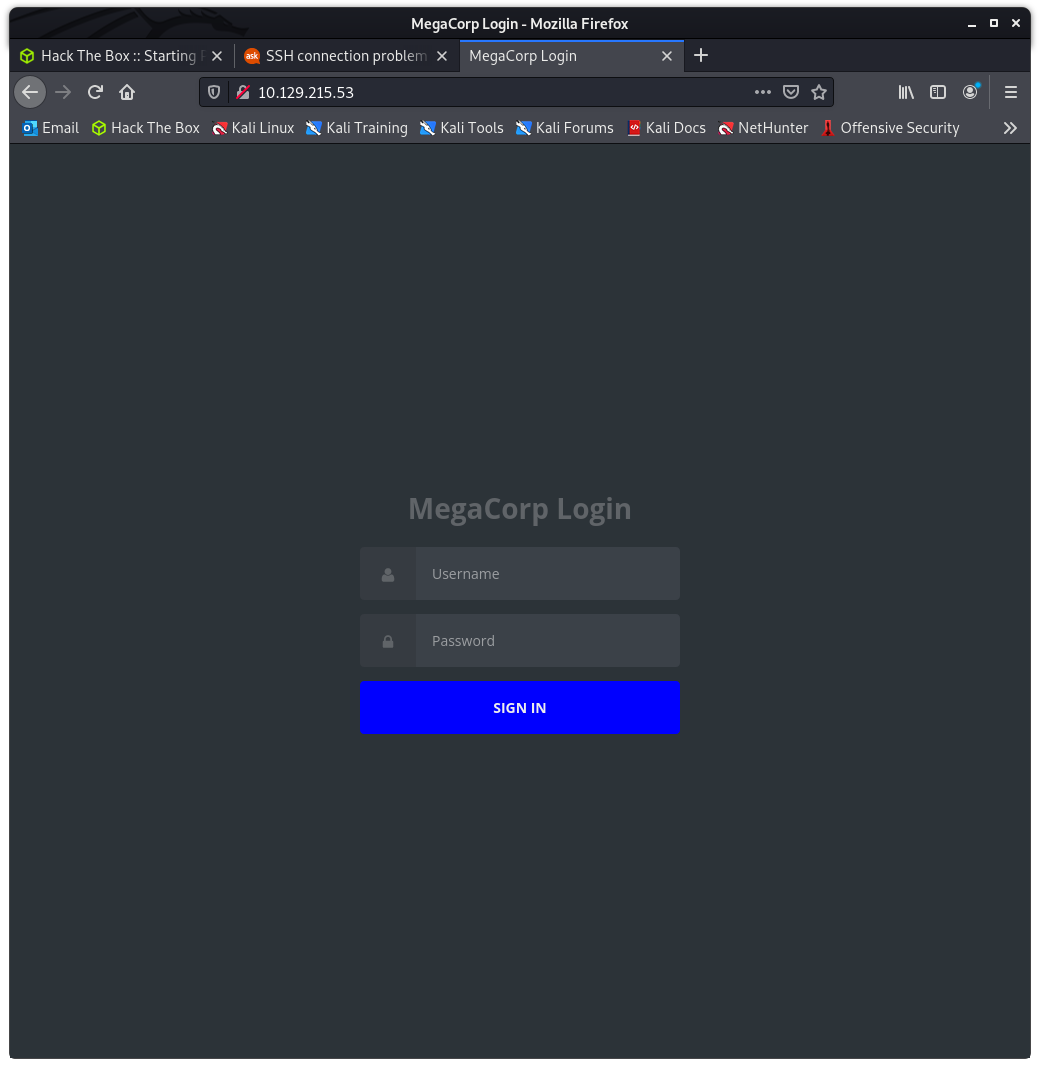 MegaCorp Login - Mozilla Firefox
Hack The Box :: Starting SSH connection problem MegaCorp Login
10.129.215.53
Email Hack The Box Kali Linux Kali Training Kali Tools Kali Forums Kali Docs NetHunter Offensive Security
MegaCorp Login
Username
Password
SIGN IN